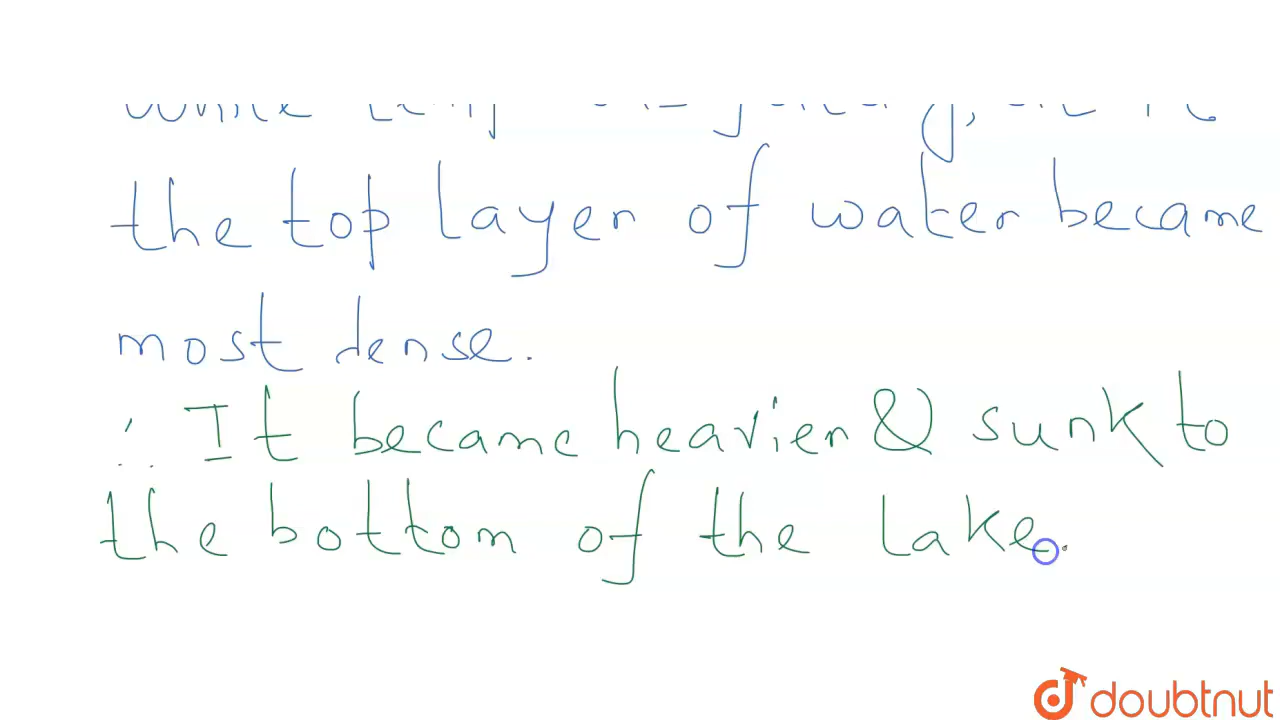 the top layer of water became
most dense.
∴ It became heavier & sunk to
the bottom of the lake.
doubtnut